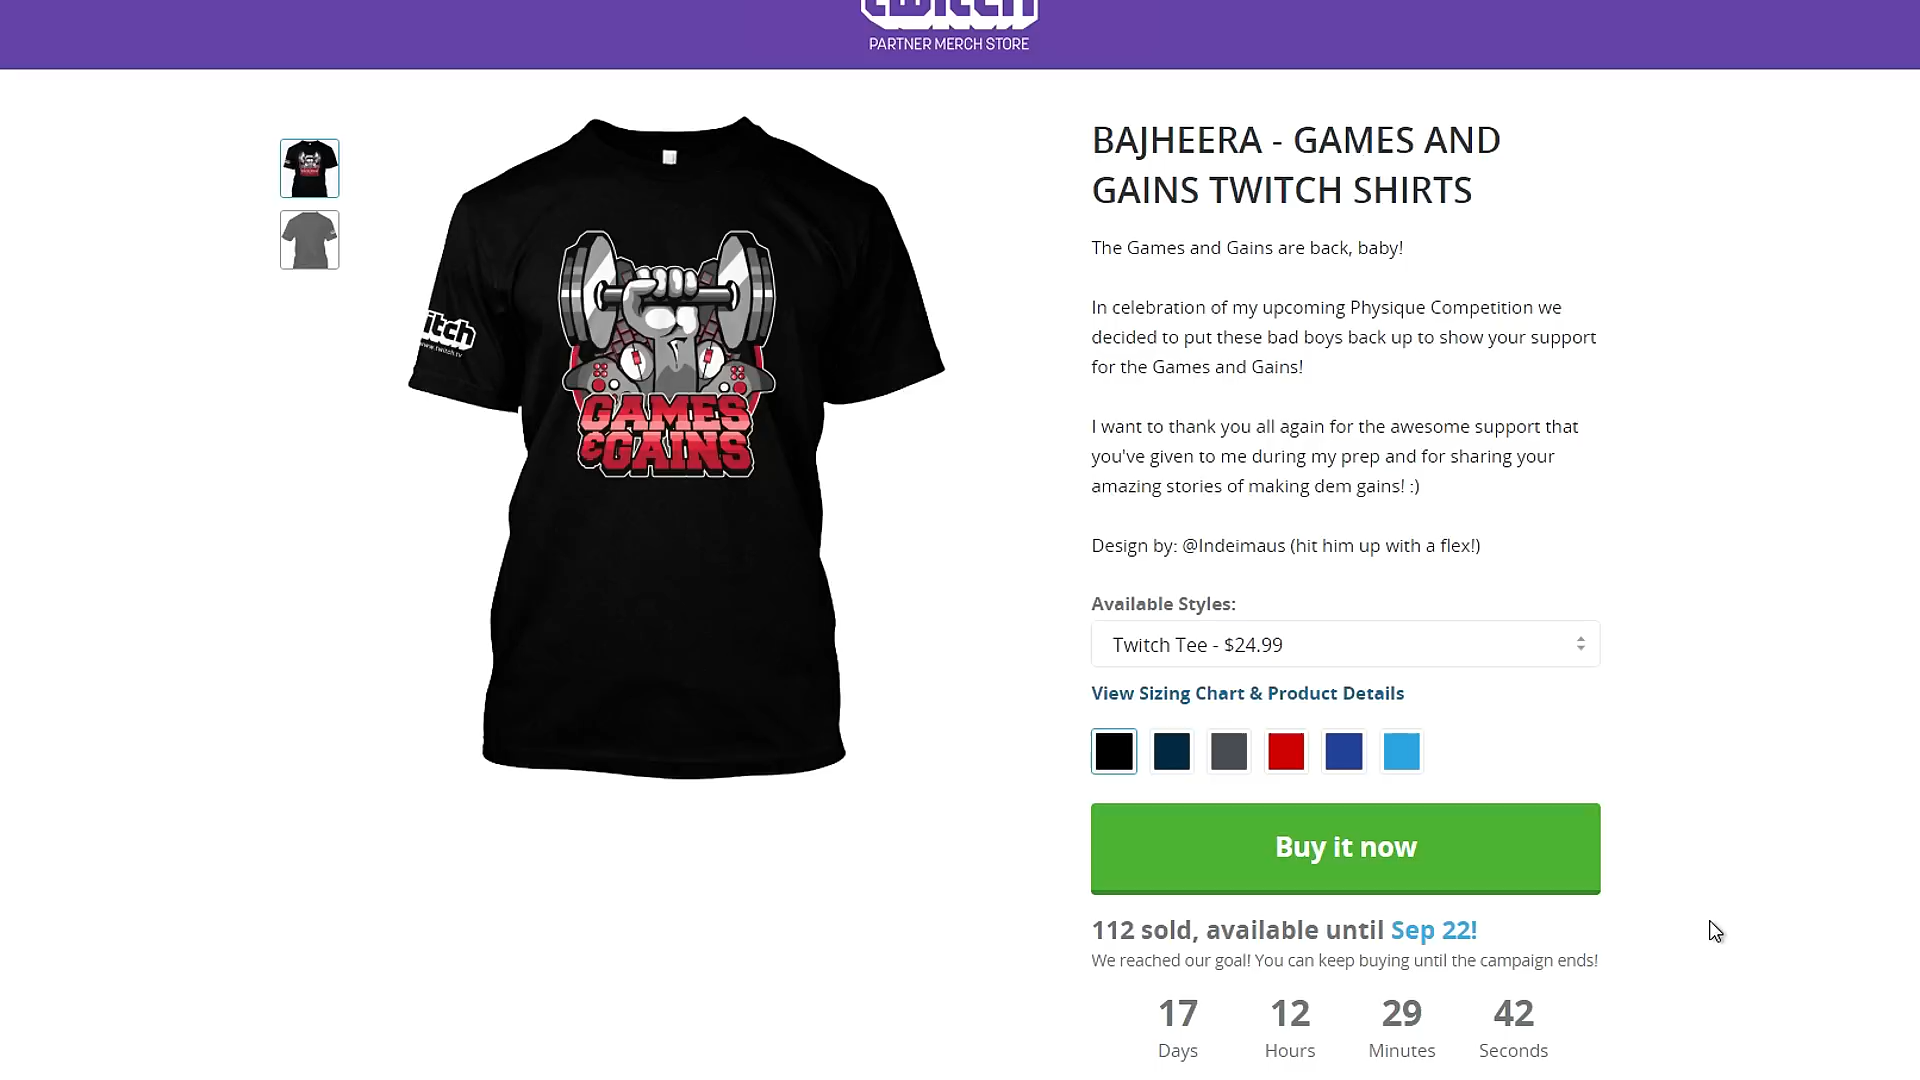 twitch
PARTNER MERCH STORE
BAJHEERA - GAMES AND
GAINS TWITCH SHIRTS
The Games and Gains are back, baby!
In celebration of my upcoming Physique Competition we
decided to put these bad boys back up to show your support
for the Games and Gains!
I want to thank you all again for the awesome support that
you've given to me during my prep and for sharing your
amazing stories of making dem gains! :)
Design by: @Indeimaus (hit him up with a flex!)
Available Styles:
Twitch Tee - $24.99
View Sizing Chart & Product Details
Buy it now
112 sold, available until Sep 22!
We reached our goal! You can keep buying until the campaign ends!
17 12 29 42
Days Hours Minutes Seconds
itch
www.twitch.tv
GAMES
&GAINS